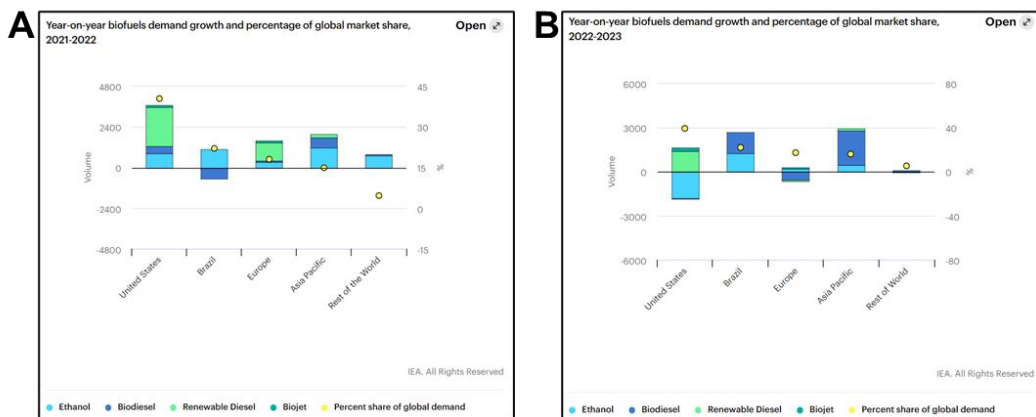 A
Year-on-year biofuels demand growth and percentage of global market share,
2021-2022
Open
4800
2400
0
-2400
-4800
Volume
45
30
15
0
-15
%
United States
Brazil
Europe
Asia Pacific
Rest of the World
IEA. All Rights Reserved
Ethanol
Biodiesel
Renewable Diesel
Biojet
Percent share of global demand
B
Year-on-year biofuels demand growth and percentage of global market share,
2022-2023
Open
6000
3000
0
-3000
-6000
Volume
80
40
0
-40
-80
%
United States
Brazil
Europe
Asia Pacific
Rest of World
IEA. All Rights Reserved
Ethanol
Biodiesel
Renewable Diesel
Biojet
Percent share of global demand